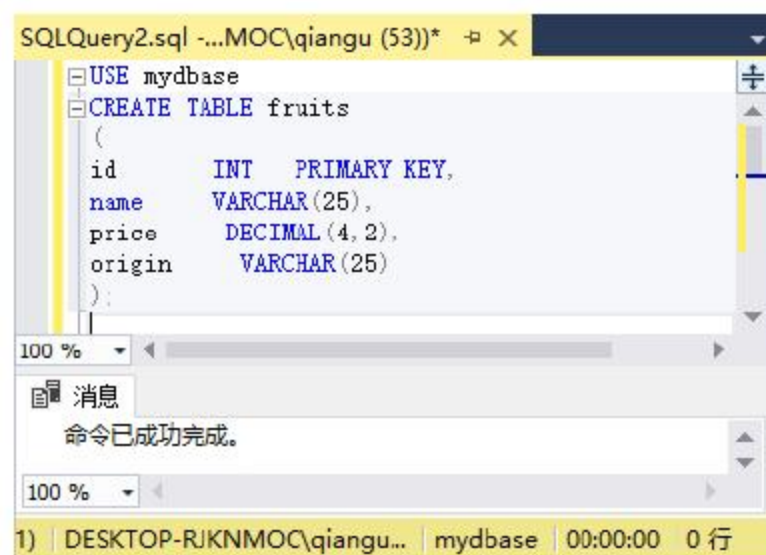 SQLQuery2.sql -...MOC\qiangu (53))*
USE mydbase
CREATE TABLE fruits
(
id INT PRIMARY KEY,
name VARCHAR(25),
price DECIMAL(4,2),
origin VARCHAR(25)
);
100 %
消息
命令已成功完成。
100 %
1) DESKTOP-RJKNMOC\qiangu... mydbase 00:00:00 0 行